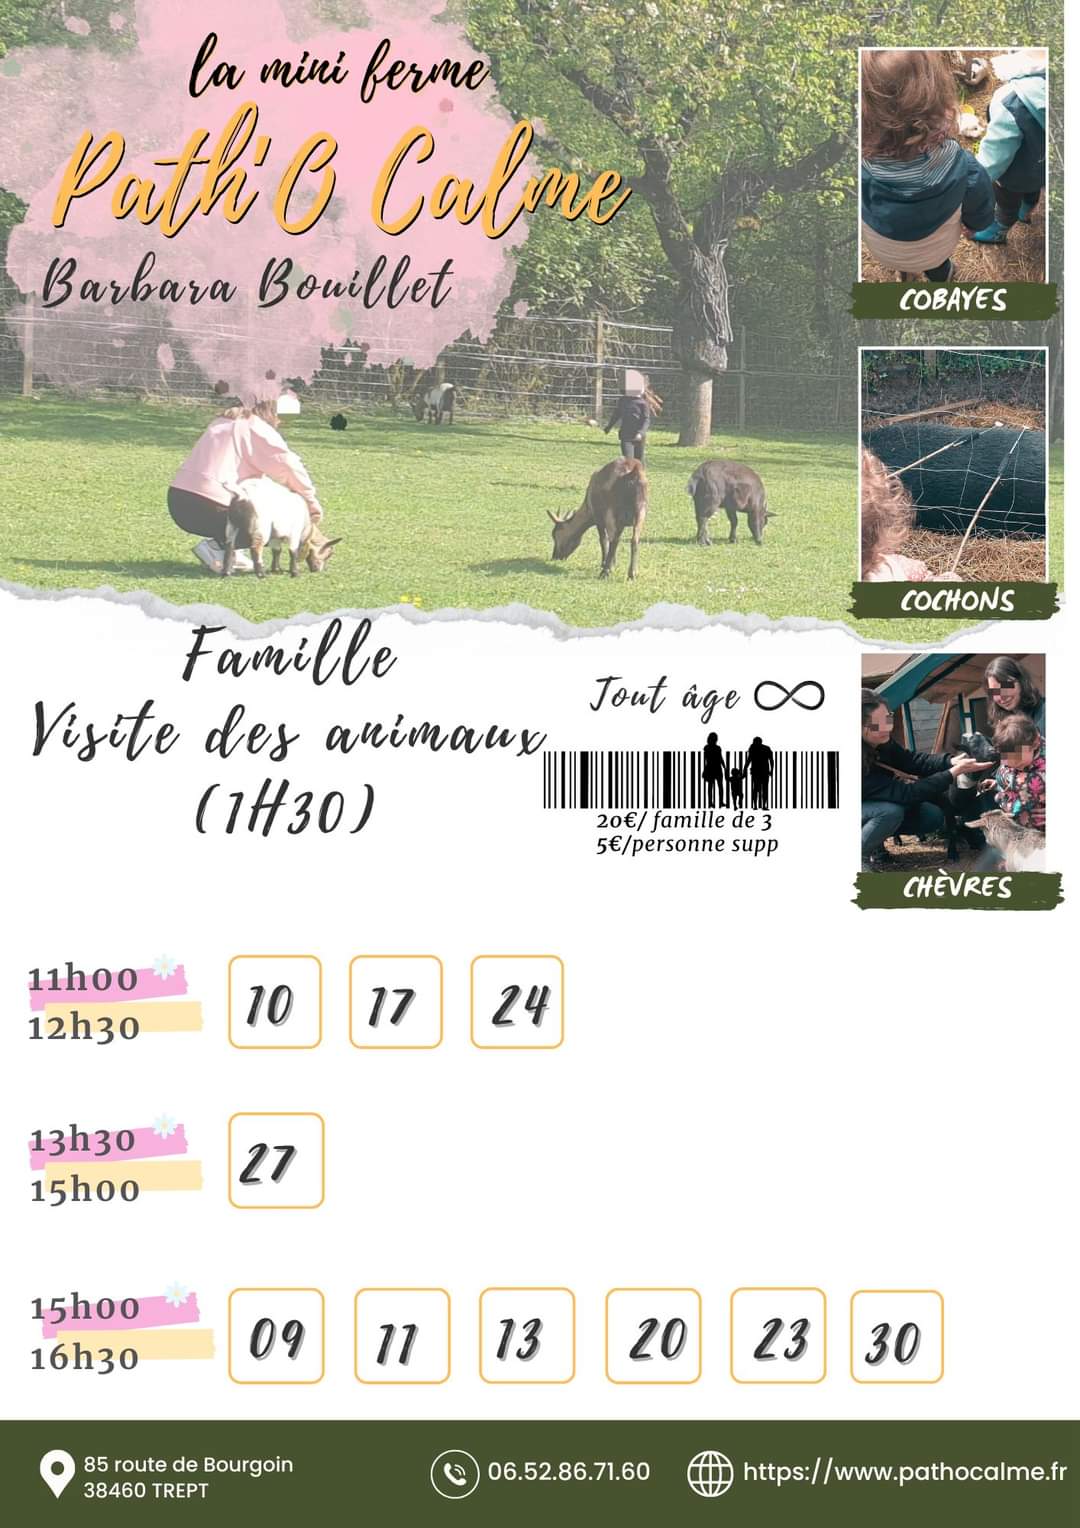 la mini ferme
Path'O Calme
Barbara Bouillet
COBAYES
COCHONS
Famille
Visite des animaux
(1H30)
Tout âge
20€/ famille de 3
5€/personne supp
CHÈVRES
11h00
12h30
10 17 24
13h30
15h00
27
15h00
16h30
09 11 13 20 23 30
85 route de Bourgoin
38460 TREPT
06.52.86.71.60
https://www.pathocalme.fr